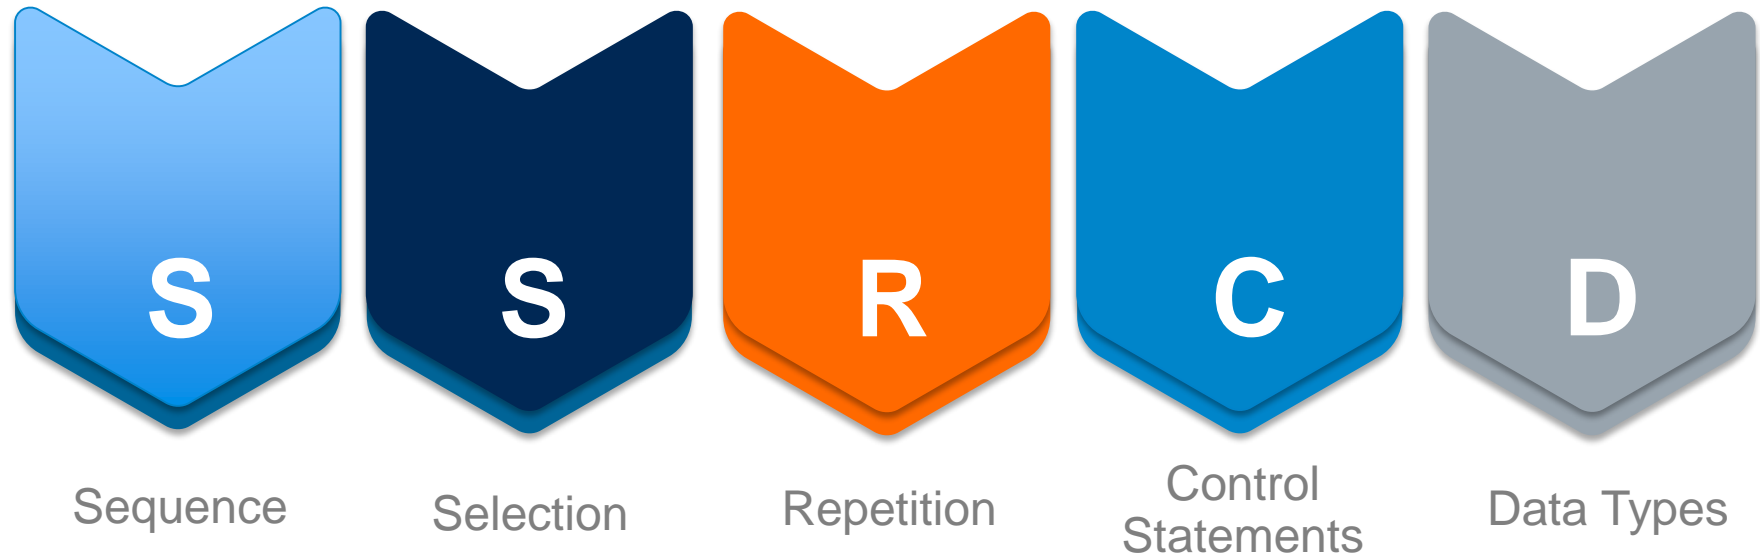 S
S
R
C
D
Sequence
Selection
Repetition
Control
Statements
Data Types